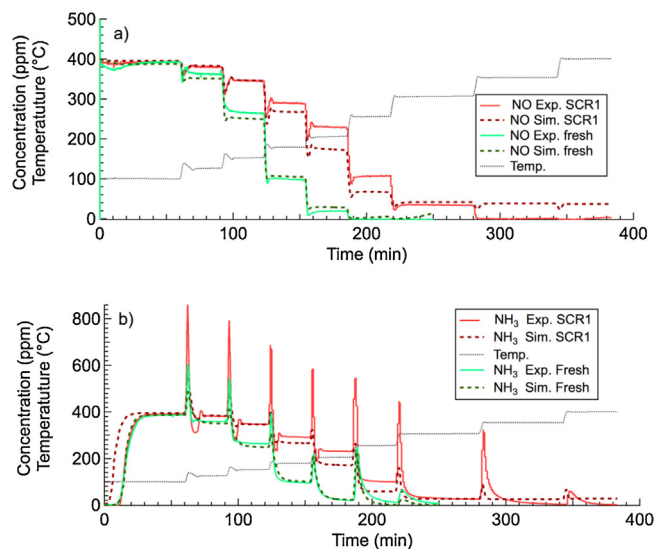 a)
500
400
300
200
100
0
Concentration (ppm)
Temperatuture (°C)
NO Exp. SCR1
NO Sim. SCR1
NO Exp. fresh
NO Sim. fresh
Temp.
0
100
200
300
400
Time (min)
b)
800
600
400
200
0
Concentration (ppm)
Temperatuture (°C)
NH₃ Exp. SCR1
NH₃ Sim. SCR1
Temp.
NH₃ Exp. Fresh
NH₃ Sim. Fresh
0
100
200
300
400
Time (min)